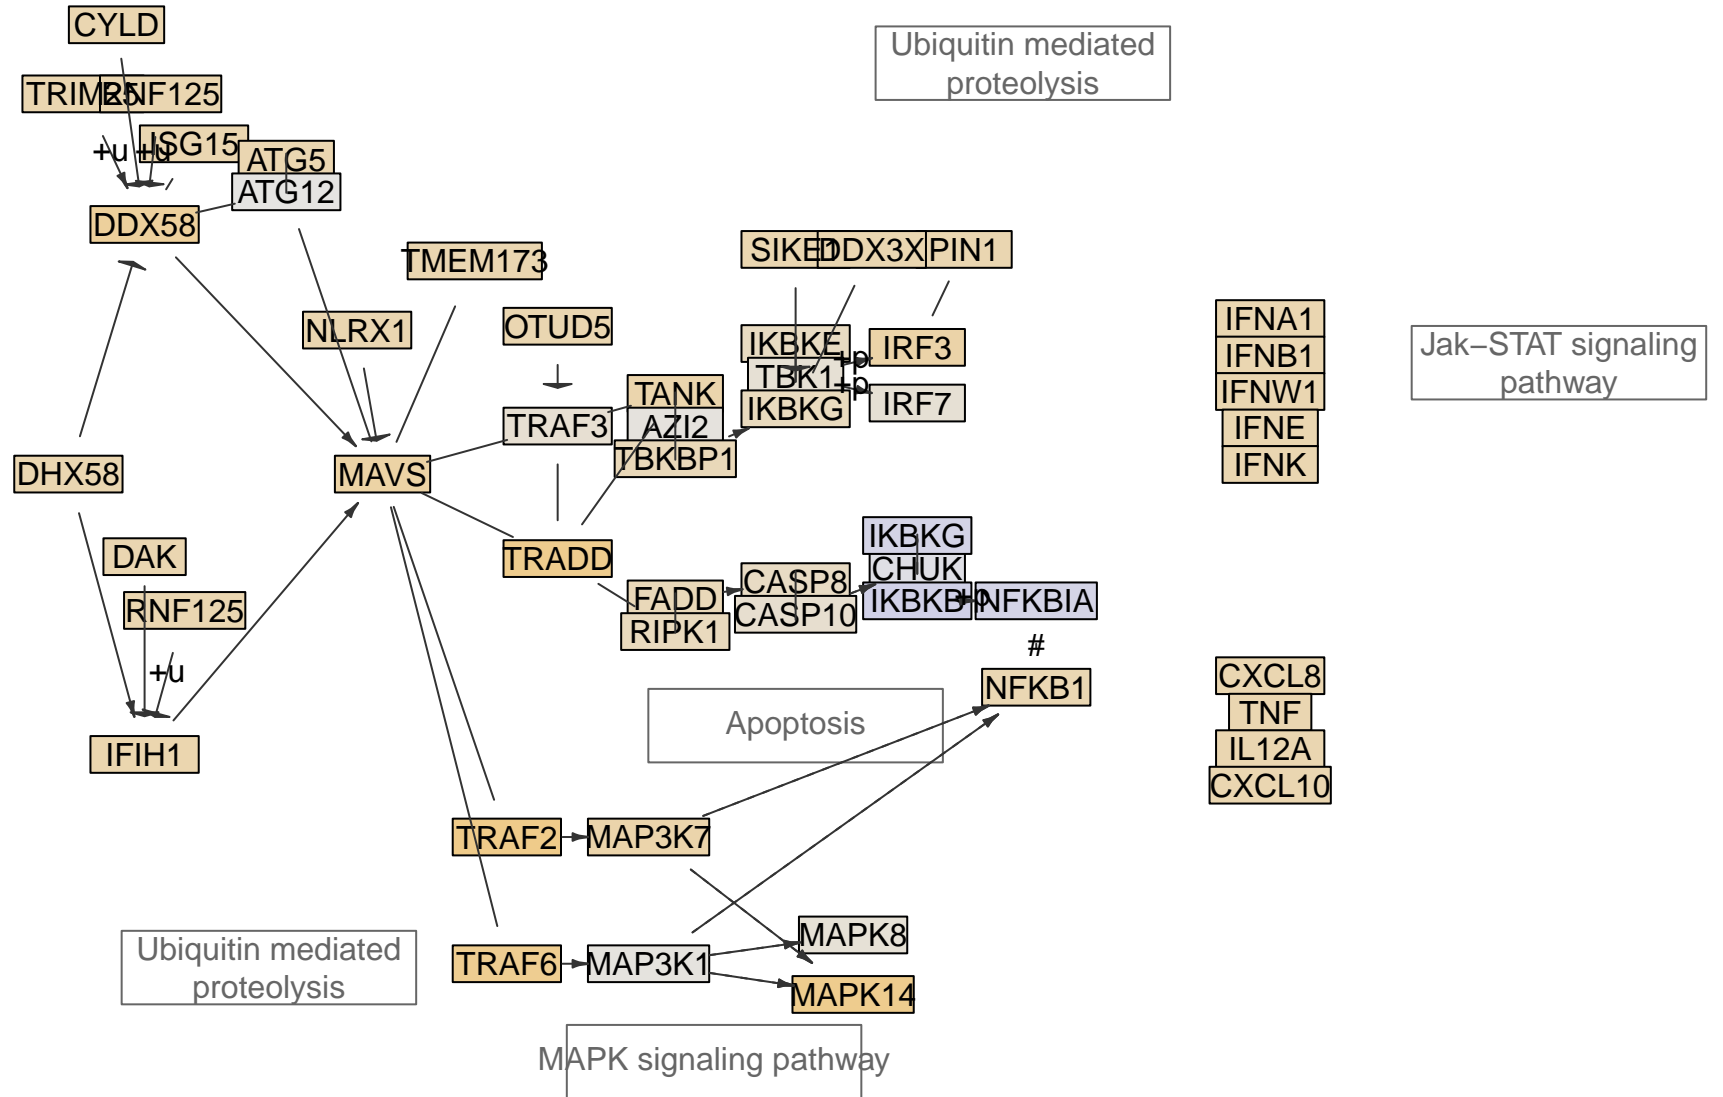 CYLD
Ubiquitin mediated
proteolysis
TRIM25
RNF125
ISG15
+u
+u
ATG5
ATG12
DDX58
TMEM173
SIKE1
DDX3X
PIN1
NLRX1
OTUD5
IKBKE
TBK1
IKBKG
+p
+p
IRF3
IRF7
IFNA1
IFNB1
IFNW1
IFNE
IFNK
Jak−STAT signaling
pathway
TRAF3
TANK
AZI2
TBKBP1
DHX58
MAVS
DAK
RNF125
+u
IFIH1
TRADD
FADD
RIPK1
CASP8
CASP10
IKBKG
CHUK
IKBKB
+p
NFKBIA
#
NFKB1
Apoptosis
CXCL8
TNF
IL12A
CXCL10
TRAF2
MAP3K7
TRAF6
MAP3K1
MAPK8
MAPK14
Ubiquitin mediated
proteolysis
MAPK signaling pathway